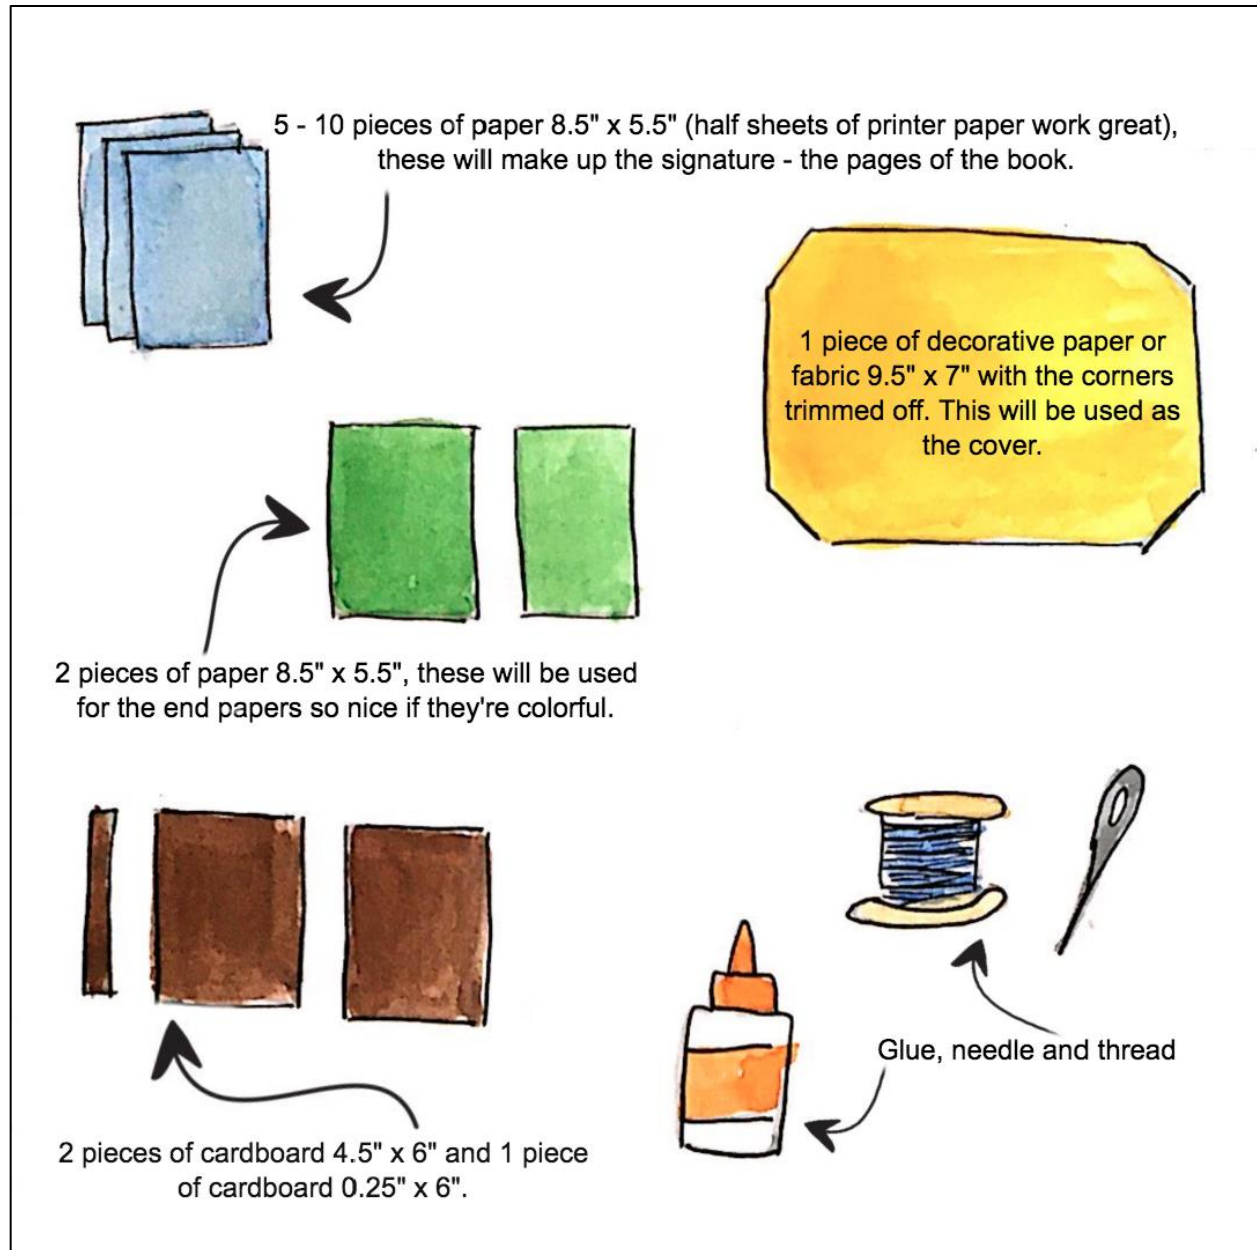 5 - 10 pieces of paper 8.5" x 5.5" (half sheets of printer paper work great),
these will make up the signature - the pages of the book.
1 piece of decorative paper or
fabric 9.5" x 7" with the corners
trimmed off. This will be used as
the cover.
2 pieces of paper 8.5" x 5.5", these will be used
for the end papers so nice if they're colorful.
Glue, needle and thread
2 pieces of cardboard 4.5" x 6" and 1 piece
of cardboard 0.25" x 6".